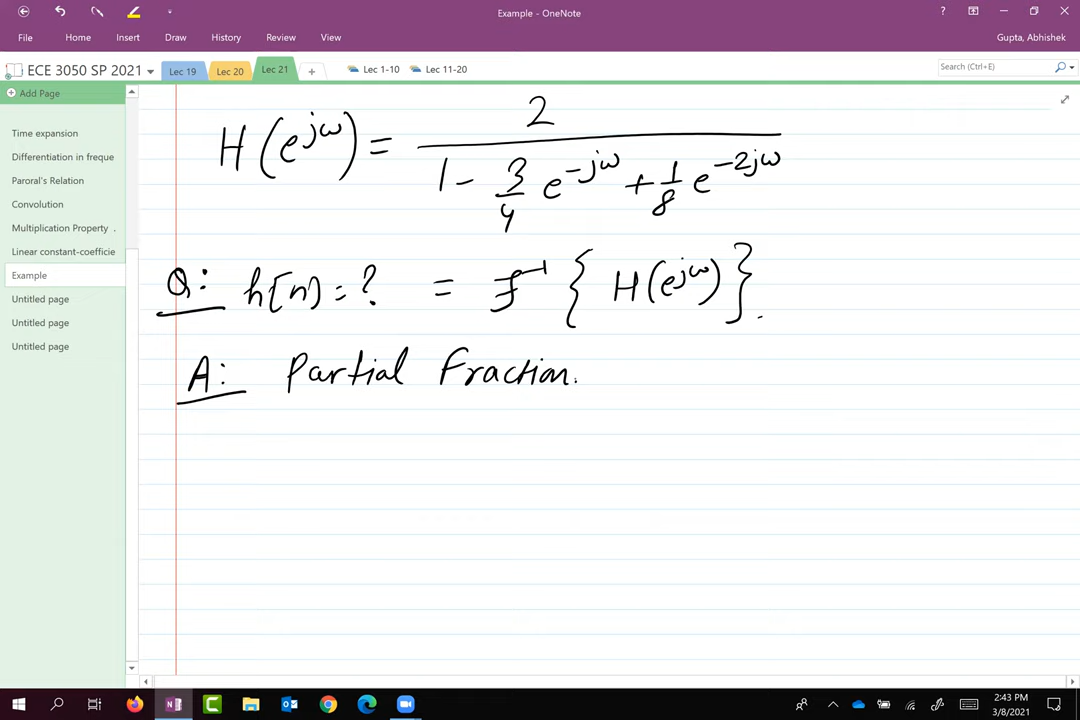 Example - OneNote
?
File Home Insert Draw History Review View
Gupta, Abhishek
ECE 3050 SP 2021 Lec 19 Lec 20 Lec 21 + Lec 1-10 Lec 11-20
Search (Ctrl+E)
Add Page
Time expansion
Differentiation in freque
Paroral's Relation
Convolution
Multiplication Property .
Linear constant-coefficie
Example
Untitled page
Untitled page
Untitled page
H(e^{jω}) = 2 / (1 - 3/4 e^{-jω} + 1/8 e^{-2jω})
Q: h[n] = ? = F^{-1} { H(e^{jω}) }.
A: Partial Fraction.
2:43 PM
3/8/2021